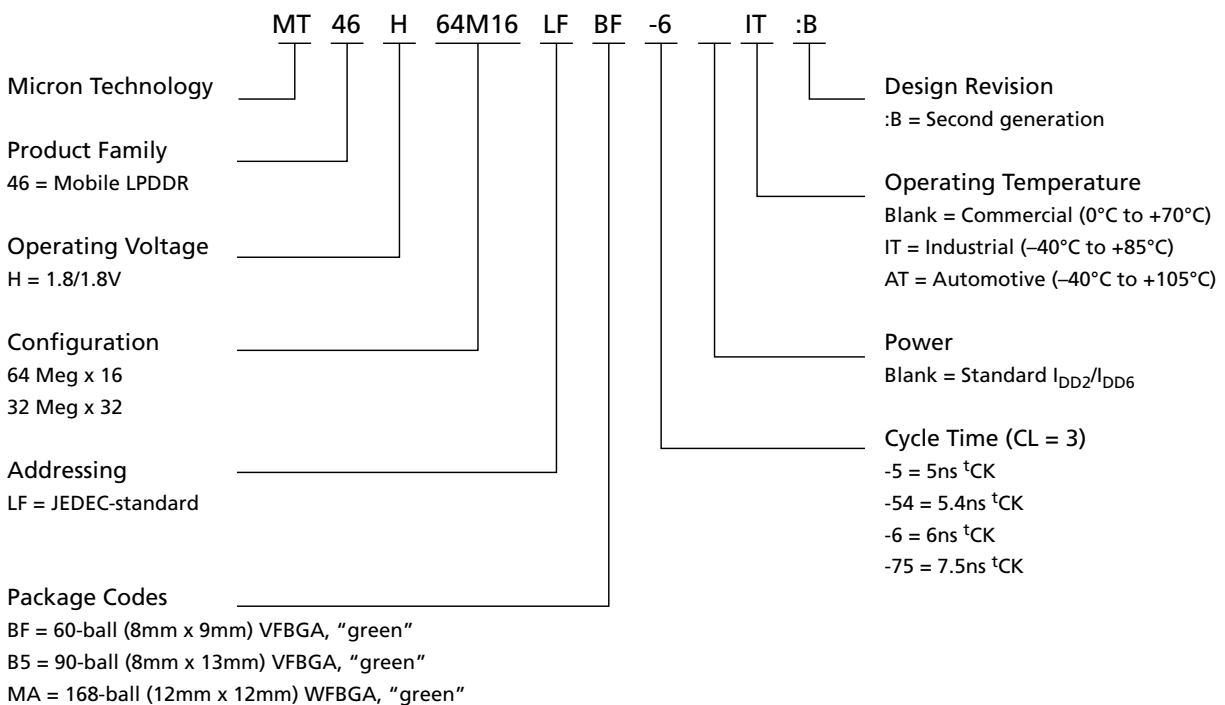 MT 46 H 64M16 LF BF -6 IT :B
Micron Technology
Product Family
46 = Mobile LPDDR
Operating Voltage
H = 1.8/1.8V
Configuration
64 Meg x 16
32 Meg x 32
Addressing
LF = JEDEC-standard
Package Codes
BF = 60-ball (8mm x 9mm) VFBGA, “green”
B5 = 90-ball (8mm x 13mm) VFBGA, “green”
MA = 168-ball (12mm x 12mm) WFBGA, “green”
Design Revision
:B = Second generation
Operating Temperature
Blank = Commercial (0°C to +70°C)
IT = Industrial (–40°C to +85°C)
AT = Automotive (–40°C to +105°C)
Power
Blank = Standard IDD2/IDD6
Cycle Time (CL = 3)
-5 = 5ns tCK
-54 = 5.4ns tCK
-6 = 6ns tCK
-75 = 7.5ns tCK